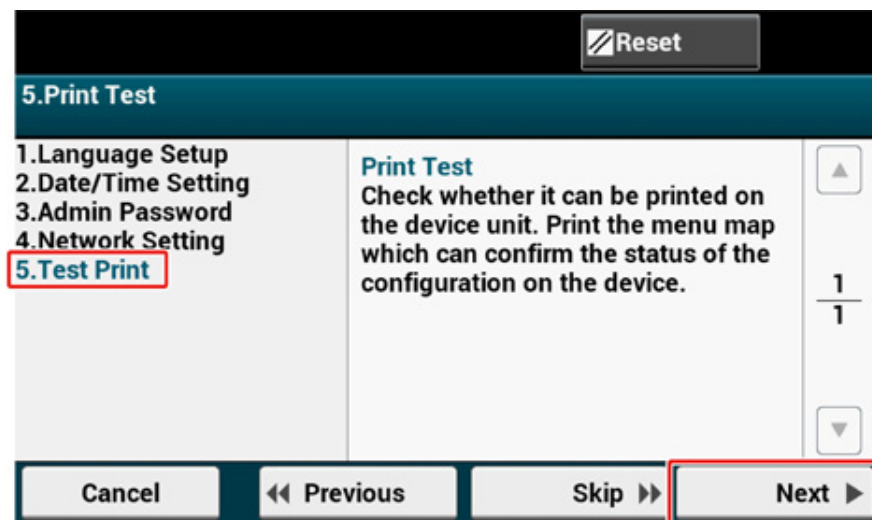 Reset
5.Print Test
1.Language Setup
2.Date/Time Setting
3.Admin Password
4.Network Setting
5.Test Print
Print Test
Check whether it can be printed on
the device unit. Print the menu map
which can confirm the status of the
configuration on the device.
1
1
Cancel
Previous
Skip
Next